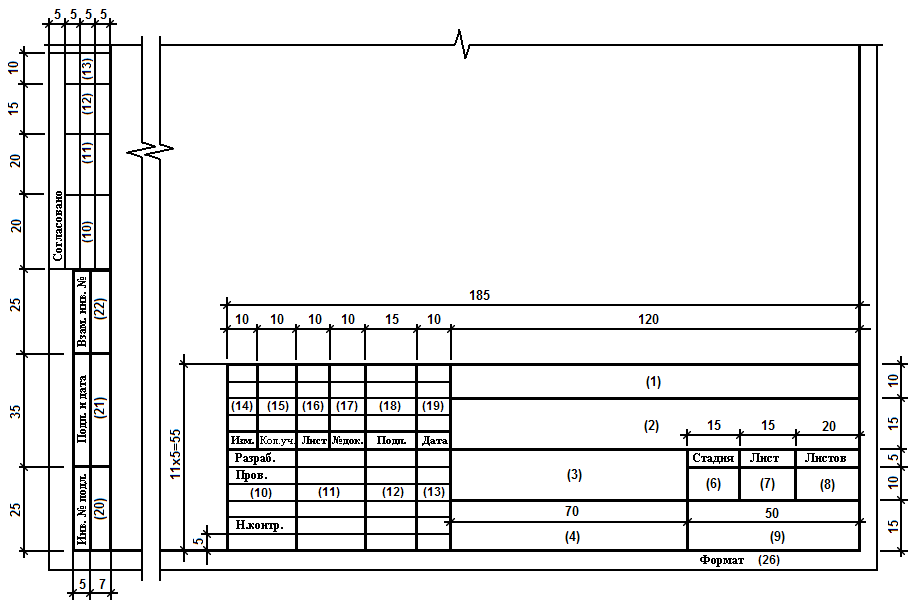 5 5 5 5
10 (13)
15 (12)
20 (11)
20 (10) Согласовано
25 Взам. инв. № (22)
35 Подп. и дата (21)
25 Инв. № подл. (20)
5 7
185
10 10 10 10 15 10 120
11x5=55
5
(1) 10
(14) (15) (16) (17) (18) (19)
(2) 15 15 20 15
Изм. Кол.уч. Лист №док. Подп. Дата
Разраб. Стадия Лист Листов 5
Пров. (3)
(10) (11) (12) (13) (6) (7) (8) 10
70 50
Н.контр. 15
(4) (9)
Формат (26)